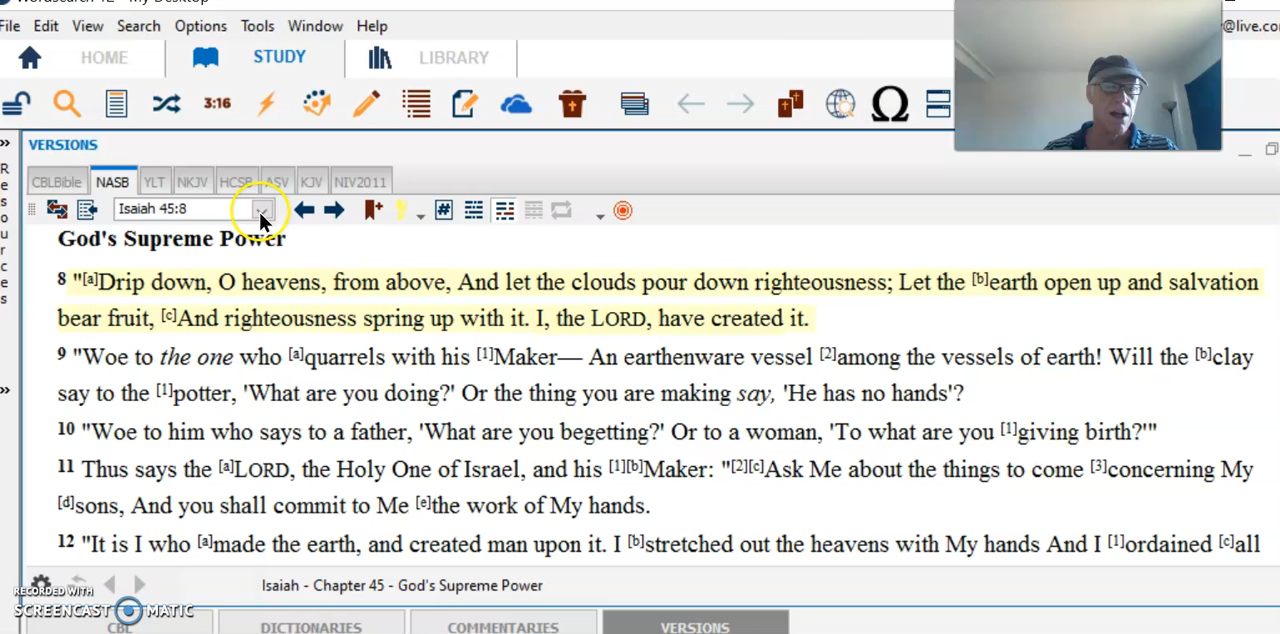 Wordsearch 12 - My Desktop
File Edit View Search Options Tools Window Help
@live.co
HOME STUDY LIBRARY
3:16 Ω
VERSIONS
Resources
CBLBible NASB YLT NKJV HCSB ASV KJV NIV2011
Isaiah 45:8 #
God's Supreme Power
8 "[a]Drip down, O heavens, from above, And let the clouds pour down righteousness; Let the [b]earth open up and salvation
bear fruit, [c]And righteousness spring up with it. I, the LORD, have created it.
9 "Woe to the one who [a]quarrels with his [1]Maker— An earthenware vessel [2]among the vessels of earth! Will the [b]clay
say to the [1]potter, 'What are you doing?' Or the thing you are making say, 'He has no hands'?
10 "Woe to him who says to a father, 'What are you begetting?' Or to a woman, 'To what are you [1]giving birth?'"
11 Thus says the [a]LORD, the Holy One of Israel, and his [1][b]Maker: "[2][c]Ask Me about the things to come [3]concerning My
[d]sons, And you shall commit to Me [e]the work of My hands.
12 "It is I who [a]made the earth, and created man upon it. I [b]stretched out the heavens with My hands And I [1]ordained [c]all
Isaiah - Chapter 45 - God's Supreme Power
RECORDED WITH
SCREENCAST MATIC
CBL DICTIONARIES COMMENTARIES VERSIONS